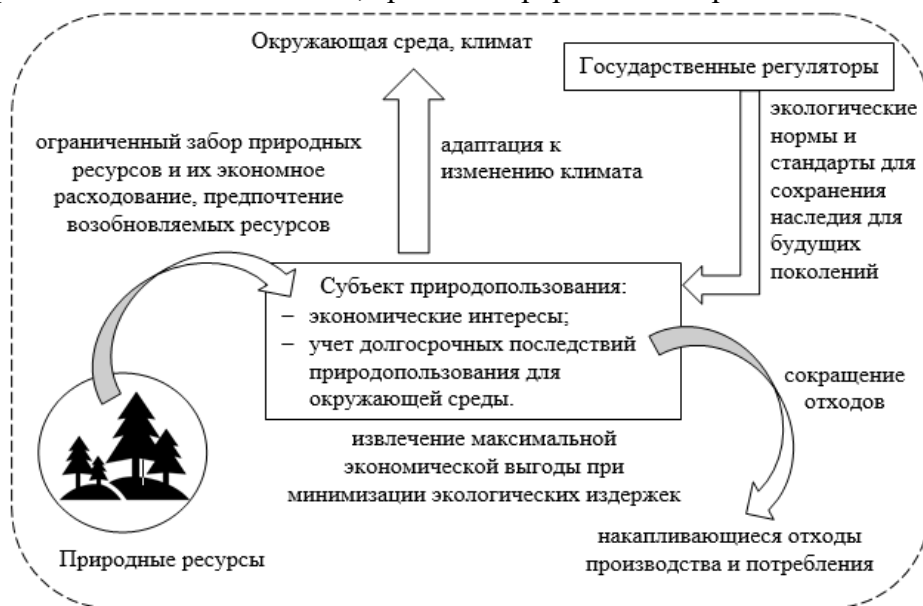 Окружающая среда, климат
Государственные регуляторы
экологические
нормы и
стандарты для
сохранения
наследия для
будущих
поколений
ограниченный забор природных
ресурсов и их экономное
расходование, предпочтение
возобновляемых ресурсов
адаптация к
изменению климата
Субъект природопользования:
– экономические интересы;
– учет долгосрочных последствий
природопользования для
окружающей среды.
сокращение
отходов
извлечение максимальной
экономической выгоды при
минимизации экологических издержек
Природные ресурсы
накапливающиеся отходы
производства и потребления